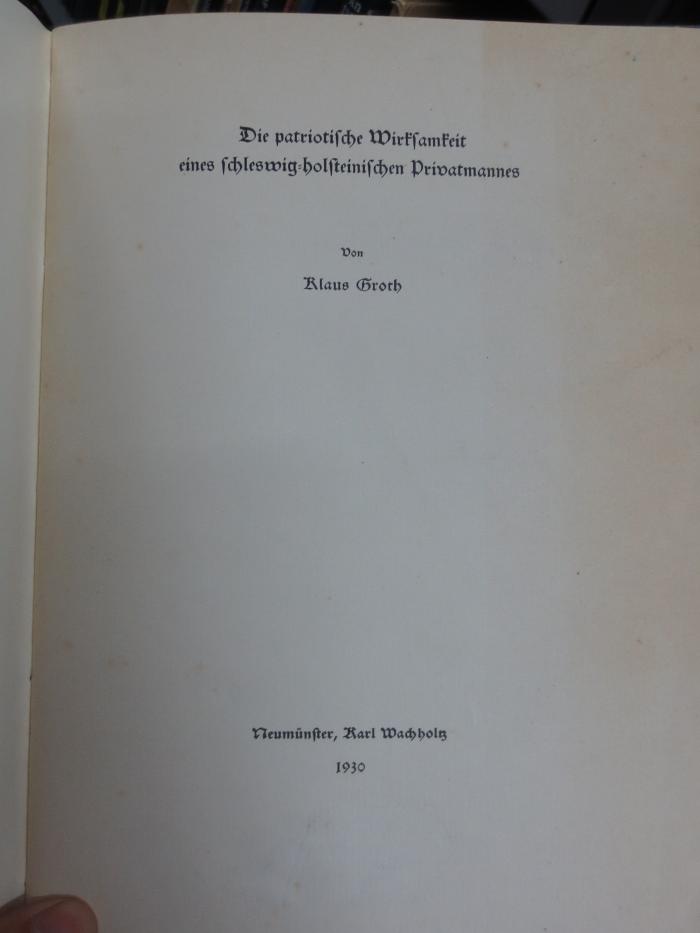 Die patriotische Wirksamkeit
eines schleswig-holsteinischen Privatmannes
Von
Klaus Groth
Neumünster, Karl Wachholtz
1930